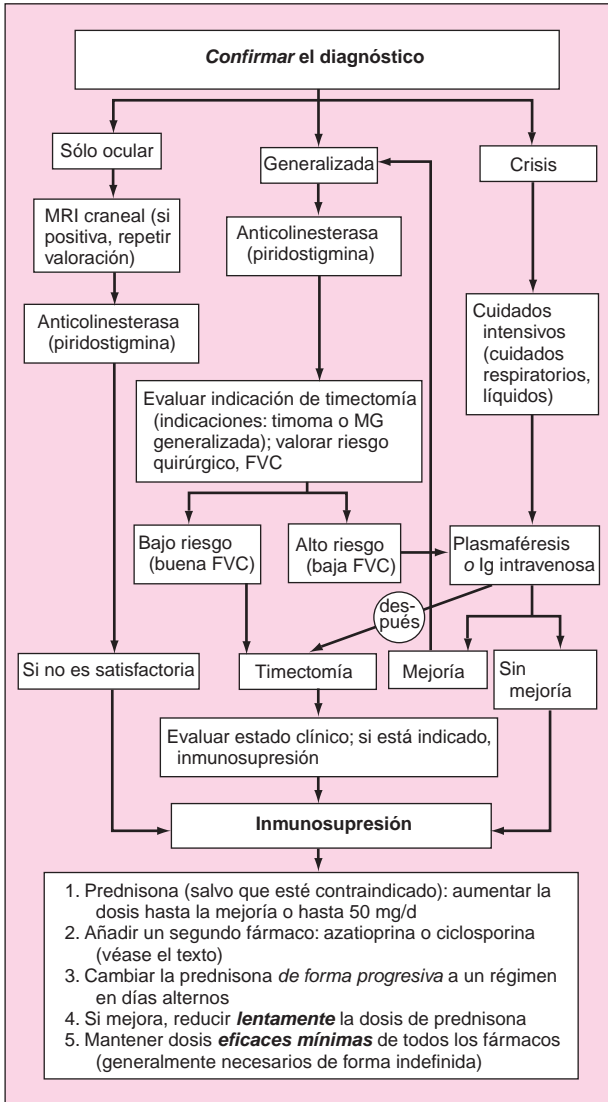 Confirmar el diagnóstico
Sólo ocular
Generalizada
Crisis
MRI craneal (si
positiva, repetir
valoración)
Anticolinesterasa
(piridostigmina)
Anticolinesterasa
(piridostigmina)
Cuidados
intensivos
(cuidados
respiratorios,
líquidos)
Evaluar indicación de timectomía
(indicaciones: timoma o MG
generalizada); valorar riesgo
quirúrgico, FVC
Bajo riesgo
(buena FVC)
Alto riesgo
(baja FVC)
Plasmaféresis
o Ig intravenosa
des-
pués
Si no es satisfactoria
Timectomía
Mejoría
Sin
mejoría
Evaluar estado clínico; si está indicado,
inmunosupresión
Inmunosupresión
1. Prednisona (salvo que esté contraindicado): aumentar la
dosis hasta la mejoría o hasta 50 mg/d
2. Añadir un segundo fármaco: azatioprina o ciclosporina
(véase el texto)
3. Cambiar la prednisona de forma progresiva a un régimen
en días alternos
4. Si mejora, reducir lentamente la dosis de prednisona
5. Mantener dosis eficaces mínimas de todos los fármacos
(generalmente necesarios de forma indefinida)